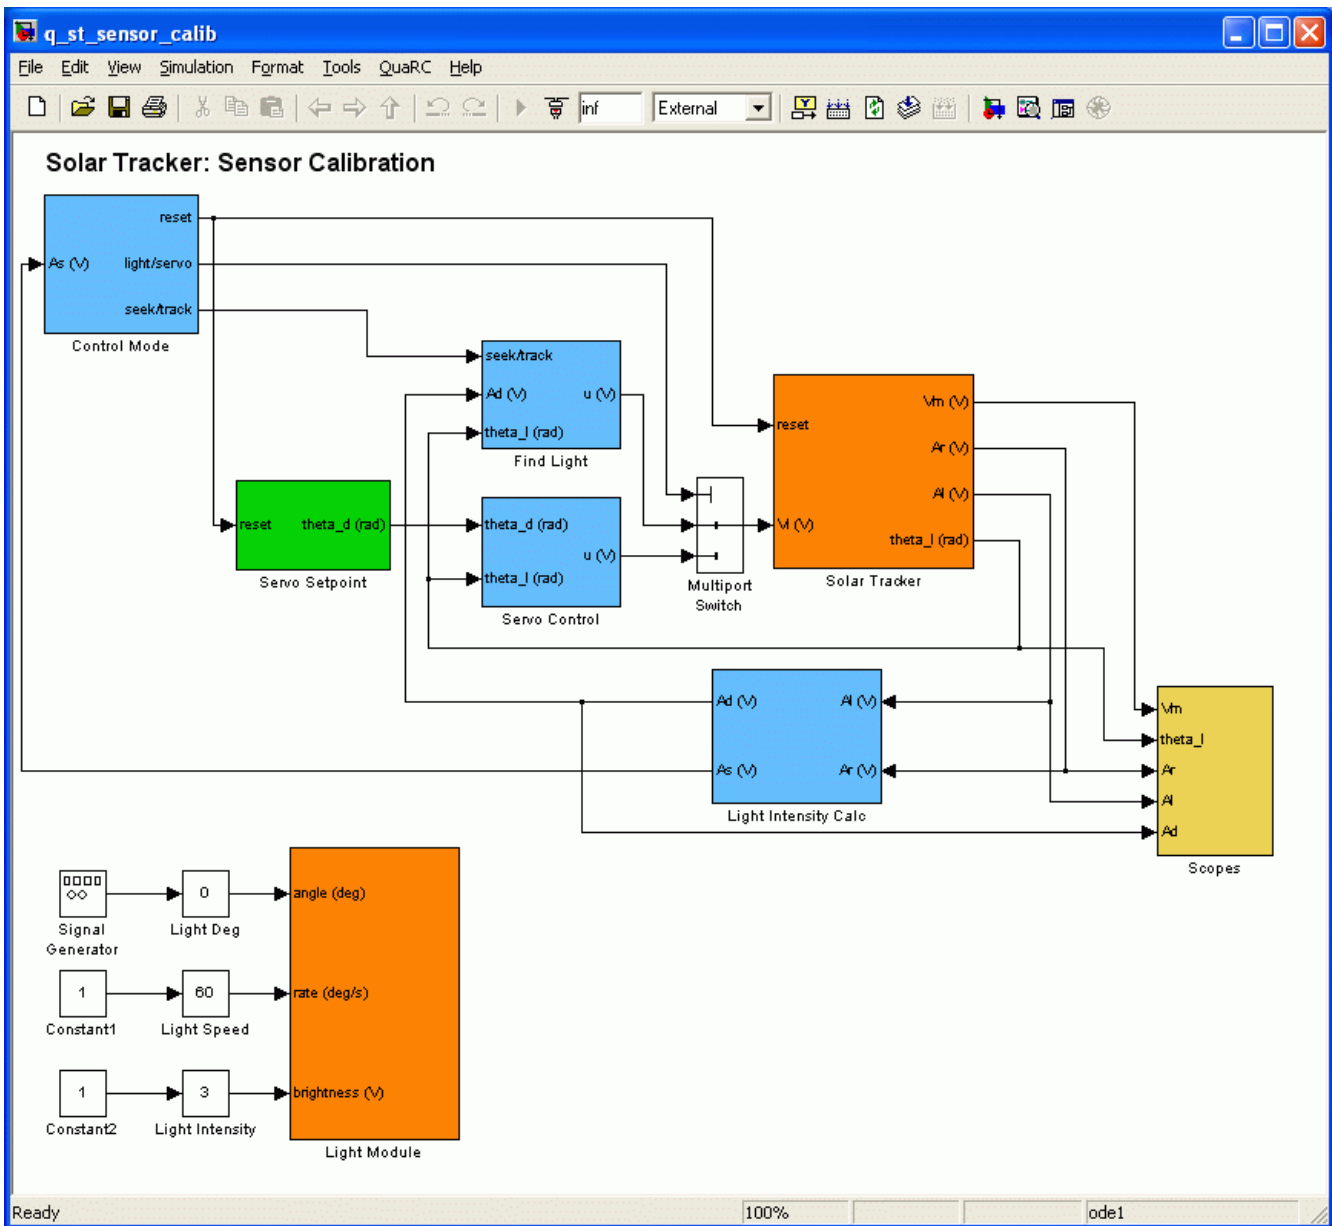 q_st_sensor_calib
File Edit View Simulation Format Tools QuaRC Help
inf External
Solar Tracker: Sensor Calibration
reset
As (V) light/servo
seek/track
Control Mode
seek/track
Ad (V) u (V)
theta_l (rad)
Find Light
reset theta_d (rad)
Servo Setpoint
theta_d (rad)
u (V)
theta_l (rad)
Servo Control
Multiport
Switch
Vm (V)
reset
Ar (V)
Al (V)
Vl (V)
theta_l (rad)
Solar Tracker
Ad (V) Al (V)
As (V) Ar (V)
Light Intensity Calc
Vm
theta_l
Ar
Al
Ad
Scopes
0 angle (deg)
Signal
Generator
Light Deg
1 60 rate (deg/s)
Constant1 Light Speed
1 3 brightness (V)
Constant2 Light Intensity
Light Module
Ready 100% ode1